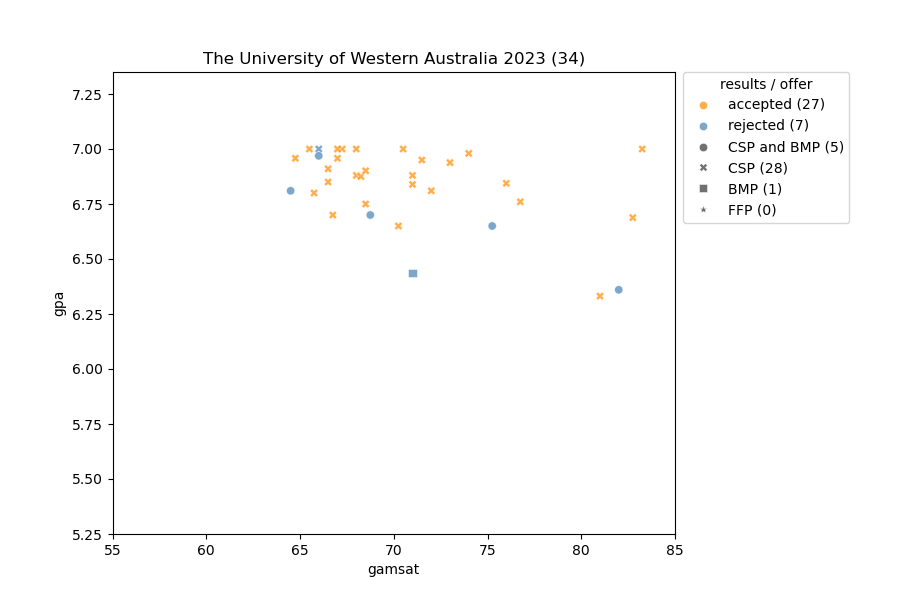 The University of Western Australia 2023 (34)
results / offer
accepted (27)
rejected (7)
CSP and BMP (5)
CSP (28)
BMP (1)
FFP (0)
7.25
7.00
6.75
6.50
6.25
6.00
5.75
5.50
5.25
gpa
55 60 65 70 75 80 85
gamsat